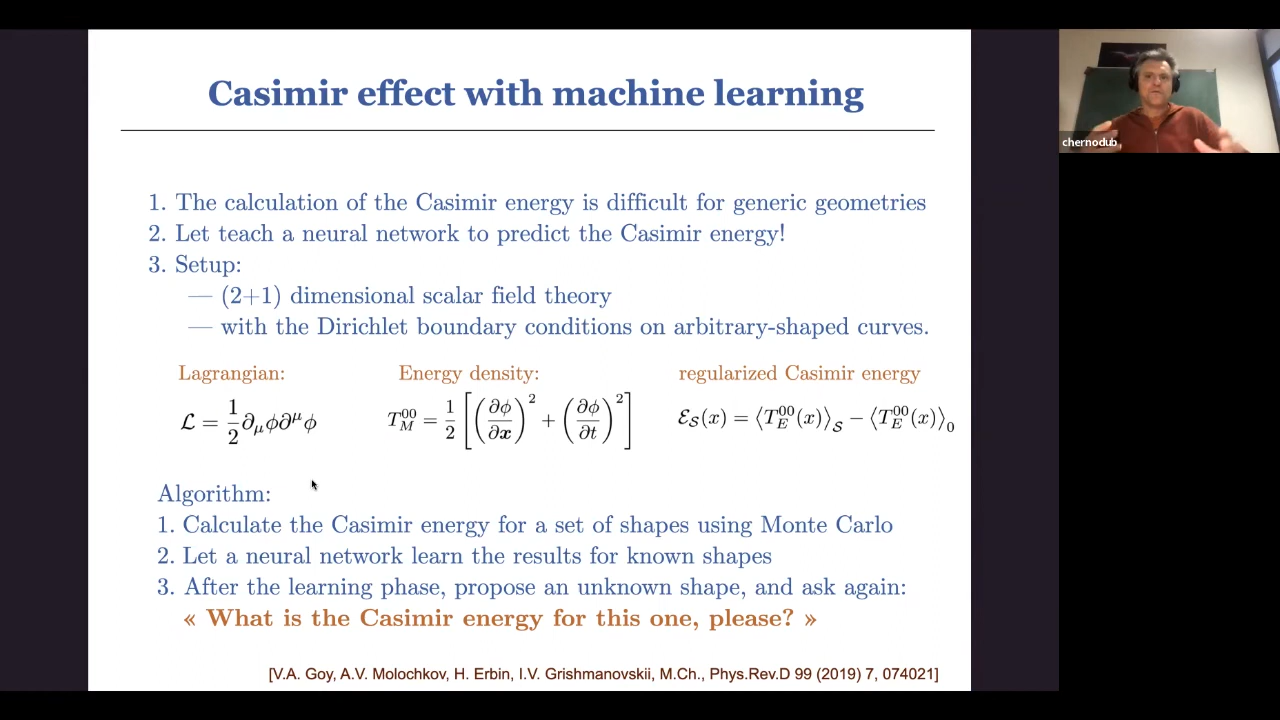 Casimir effect with machine learning
1. The calculation of the Casimir energy is difficult for generic geometries
2. Let teach a neural network to predict the Casimir energy!
3. Setup:
— (2+1) dimensional scalar field theory
— with the Dirichlet boundary conditions on arbitrary-shaped curves.
Lagrangian: Energy density: regularized Casimir energy
ℒ = 1/2 ∂_μϕ∂^μϕ T_M^00 = 1/2 [(∂ϕ/∂𝒙)^2 + (∂ϕ/∂t)^2] ℰ_𝒮(x) = ⟨T_E^00(x)⟩_𝒮 − ⟨T_E^00(x)⟩_0
Algorithm:
1. Calculate the Casimir energy for a set of shapes using Monte Carlo
2. Let a neural network learn the results for known shapes
3. After the learning phase, propose an unknown shape, and ask again:
« What is the Casimir energy for this one, please? »
[V.A. Goy, A.V. Molochkov, H. Erbin, I.V. Grishmanovskii, M.Ch., Phys.Rev.D 99 (2019) 7, 074021]
chernodub